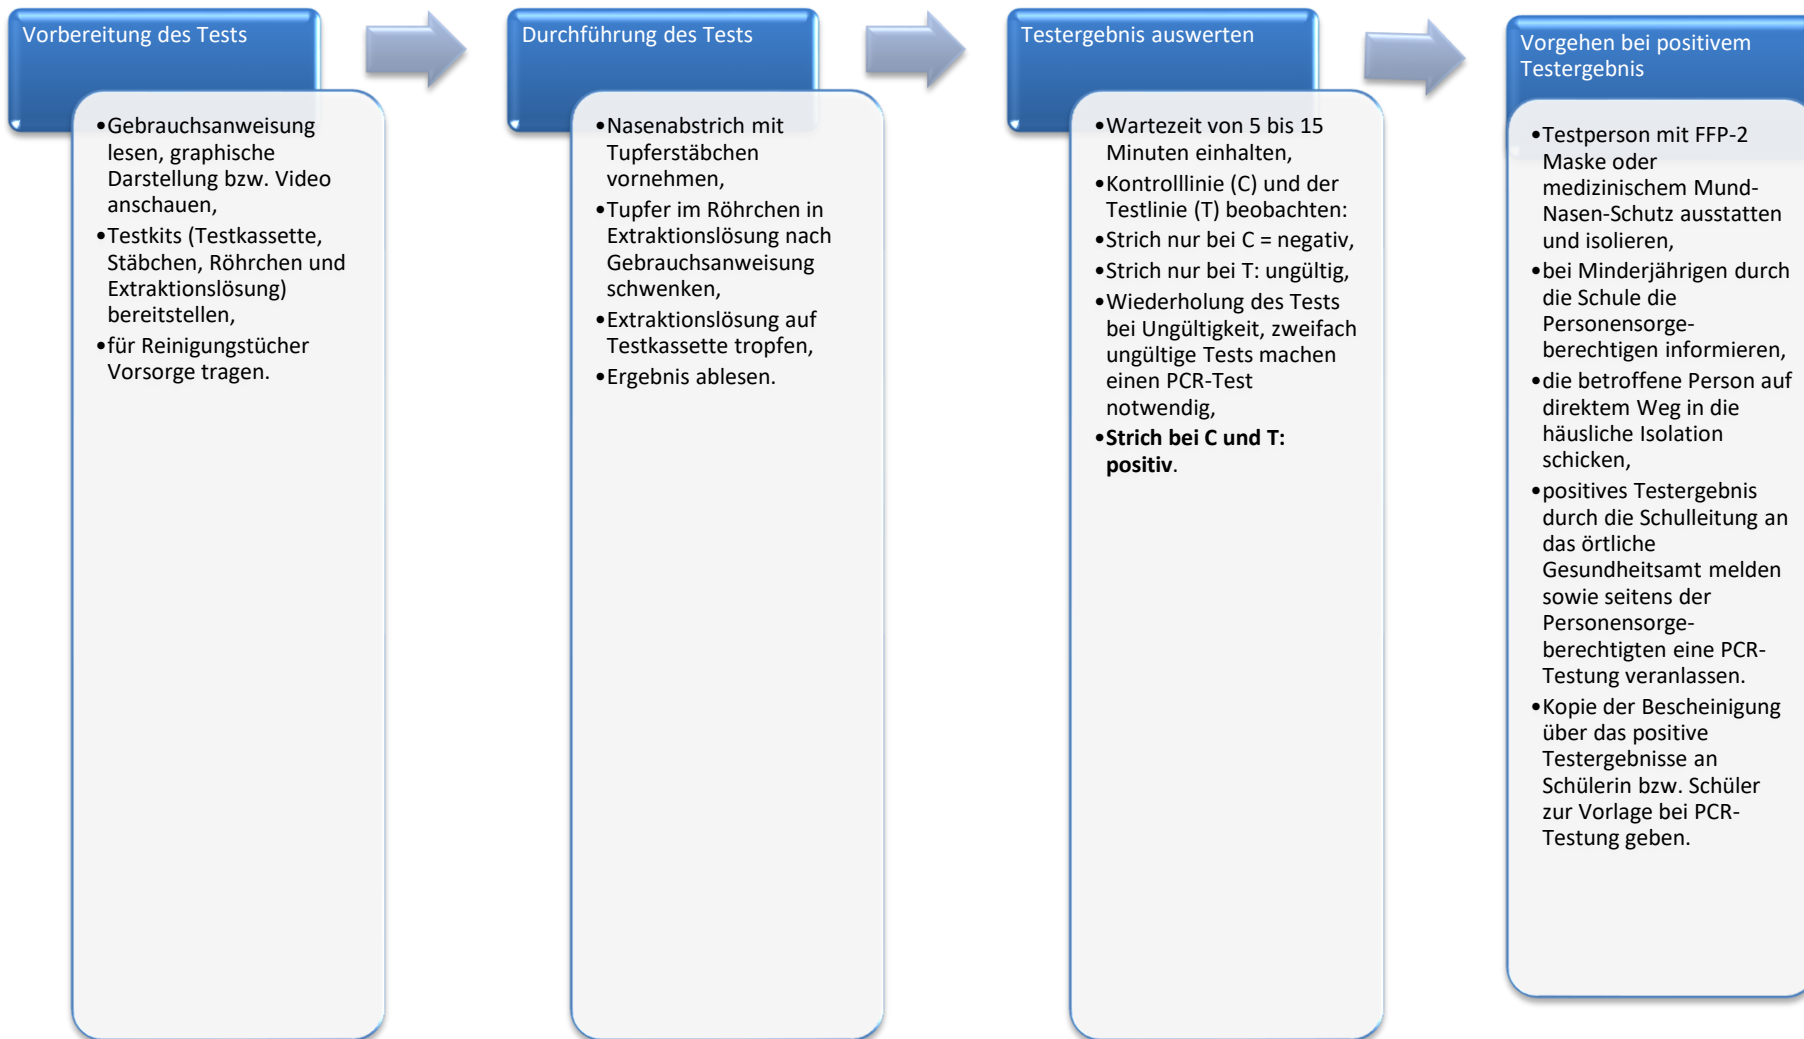 Vorbereitung des Tests
•Gebrauchsanweisung
lesen, graphische
Darstellung bzw. Video
anschauen,
•Testkits (Testkassette,
Stäbchen, Röhrchen und
Extraktionslösung)
bereitstellen,
•für Reinigungstücher
Vorsorge tragen.
Durchführung des Tests
•Nasenabstrich mit
Tupferstäbchen
vornehmen,
•Tupfer im Röhrchen in
Extraktionslösung nach
Gebrauchsanweisung
schwenken,
•Extraktionslösung auf
Testkassette tropfen,
•Ergebnis ablesen.
Testergebnis auswerten
•Wartezeit von 5 bis 15
Minuten einhalten,
•Kontrolllinie (C) und der
Testlinie (T) beobachten:
•Strich nur bei C = negativ,
•Strich nur bei T: ungültig,
•Wiederholung des Tests
bei Ungültigkeit, zweifach
ungültige Tests machen
einen PCR-Test
notwendig,
•Strich bei C und T:
positiv.
Vorgehen bei positivem
Testergebnis
•Testperson mit FFP-2
Maske oder
medizinischem Mund-
Nasen-Schutz ausstatten
und isolieren,
•bei Minderjährigen durch
die Schule die
Personensorge-
berechtigen informieren,
•die betroffene Person auf
direktem Weg in die
häusliche Isolation
schicken,
•positives Testergebnis
durch die Schulleitung an
das örtliche
Gesundheitsamt melden
sowie seitens der
Personensorge-
berechtigten eine PCR-
Testung veranlassen.
•Kopie der Bescheinigung
über das positive
Testergebnisse an
Schülerin bzw. Schüler
zur Vorlage bei PCR-
Testung geben.